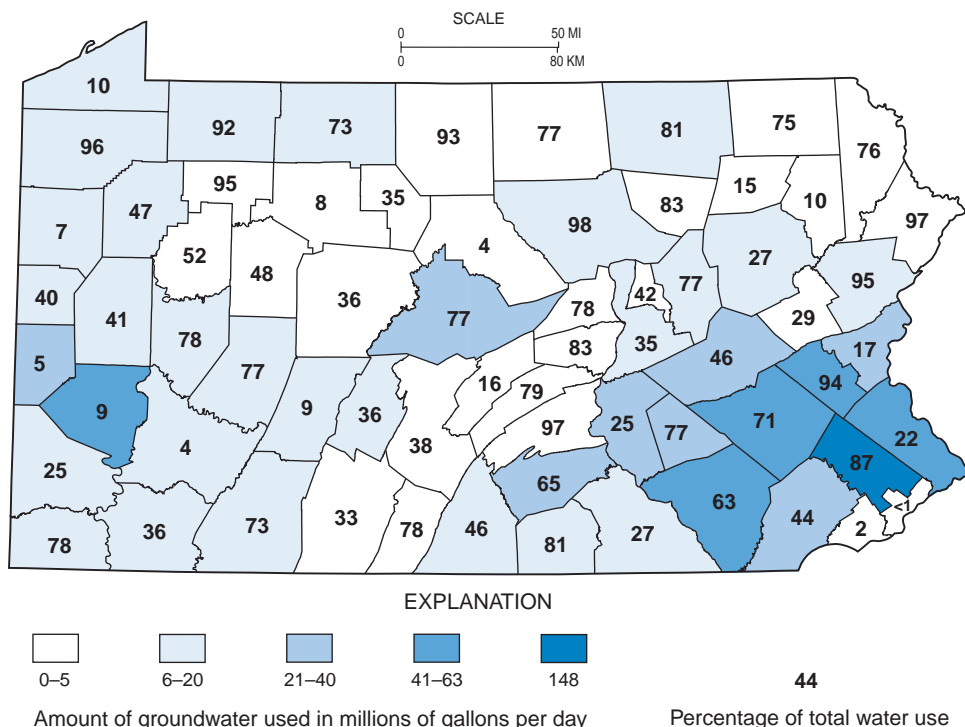 SCALE
0 50 MI
0 80 KM
10
92 73 93 77 81 75
96 76
95 8 35 15 10
47 98 83 97
7 4
52 48 27
40 36 77 95
41 77 78 42 29
78 83 35 46 17
5 77
9 9 36 16 79 94
4 38 97 25 77 71 22
25 65 87
36 73 33 78 46 81 27 63 44 2 <1
78
EXPLANATION
0–5 6–20 21–40 41–63 148
44
Amount of groundwater used in millions of gallons per day
Percentage of total water use